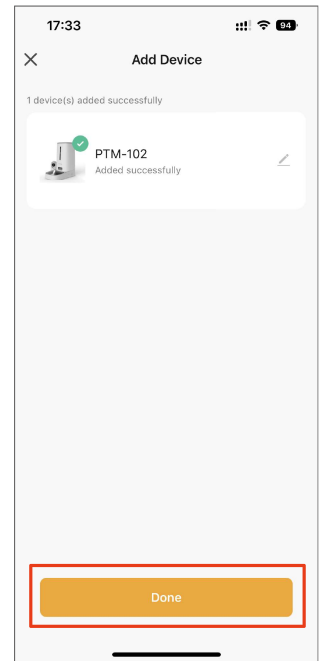 17:33
94
Add Device
1 device(s) added successfully
PTM-102
Added successfully
Done